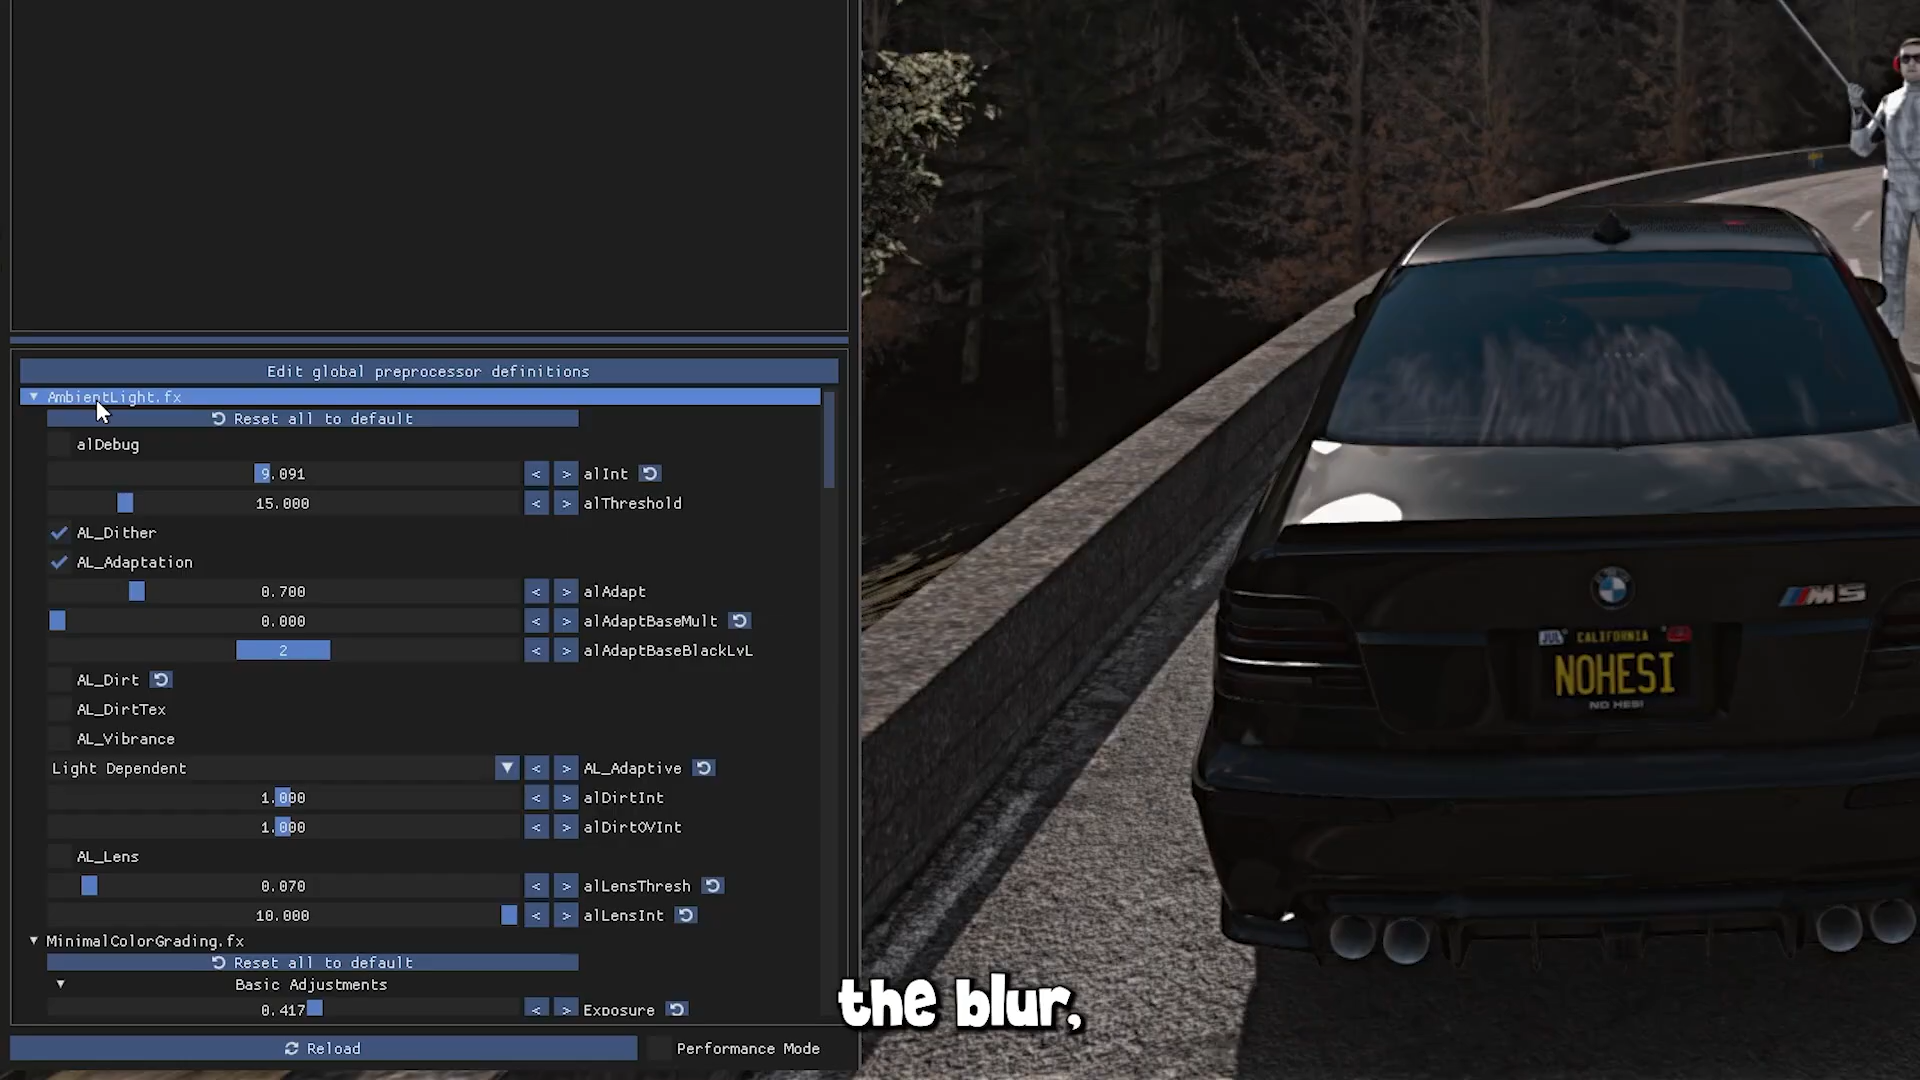 Edit global preprocessor definitions
AmbientLight.fx
Reset all to default
alDebug
9.091 < > alInt
15.000 < > alThreshold
AL_Dither
AL_Adaptation
0.700 < > alAdapt
0.000 < > alAdaptBaseMult
2 < > alAdaptBaseBlackLvL
AL_Dirt
AL_DirtTex
AL_Vibrance
Light Dependent < > AL_Adaptive
1.000 < > alDirtInt
1.000 < > alDirtOVInt
AL_Lens
0.070 < > alLensThresh
10.000 < > alLensInt
MinimalColorGrading.fx
Reset all to default
Basic Adjustments
0.417 < > Exposure
Reload
Performance Mode
M5
JUL CALIFORNIA
NOHESI
NO HESI
the blur,